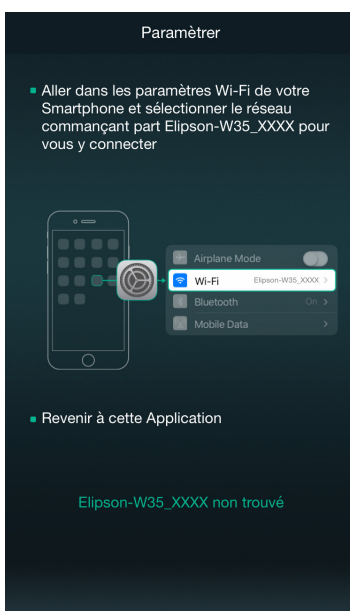 Paramètrer
Aller dans les paramètres Wi-Fi de votre
Smartphone et sélectionner le réseau
commançant part Elipson-W35_XXXX pour
vous y connecter
Airplane Mode
Wi-Fi Elipson-W35_XXXX
Bluetooth On
Mobile Data
Revenir à cette Application
Elipson-W35_XXXX non trouvé